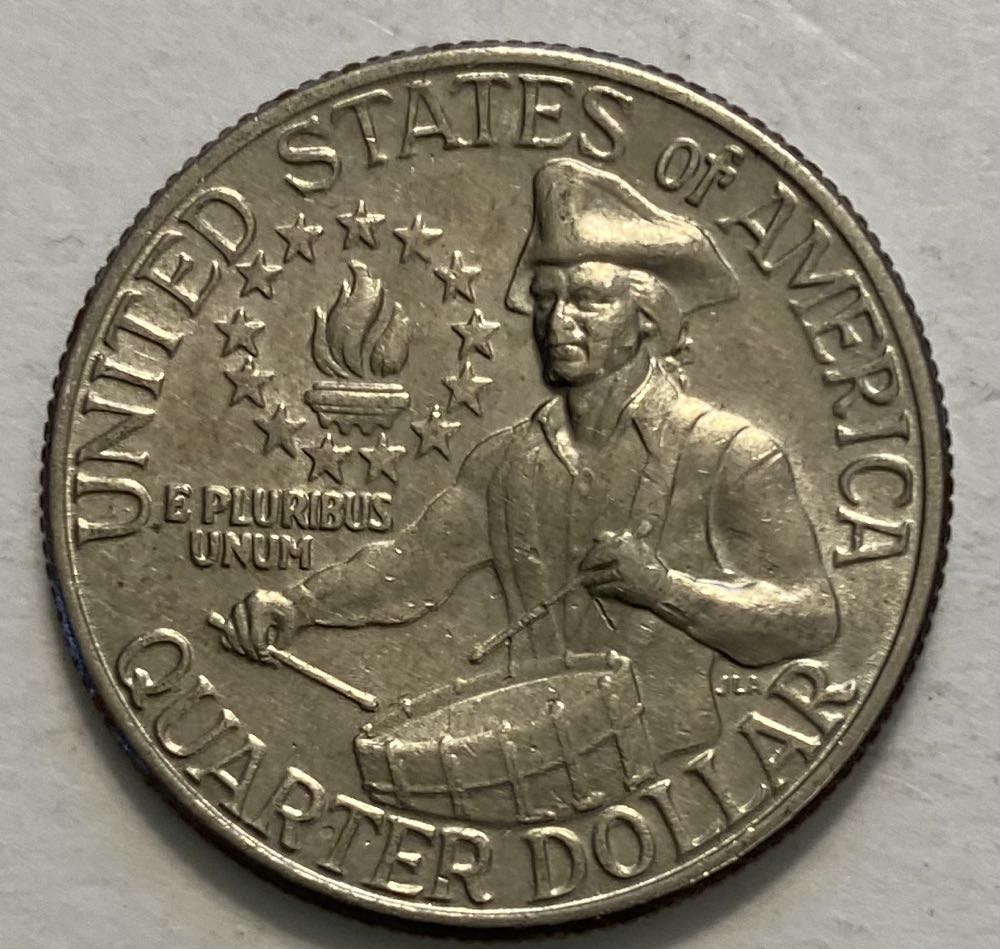 UNITED STATES of AMERICA
E PLURIBUS
UNUM
JLA
QUARTER DOLLAR